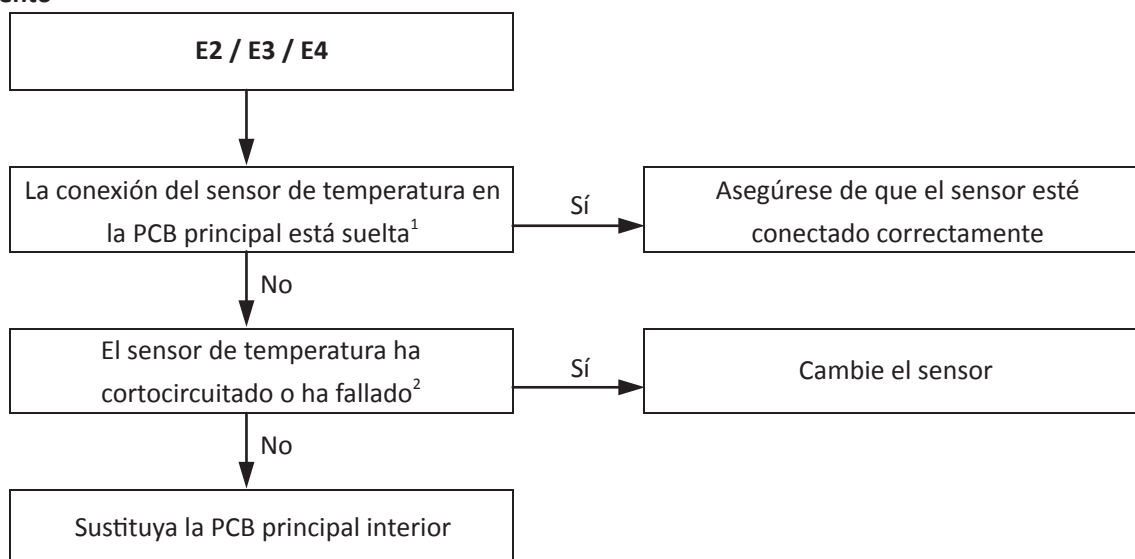 E2 / E3 / E4
La conexión del sensor de temperatura en
la PCB principal está suelta1
Sí
Asegúrese de que el sensor esté
conectado correctamente
No
El sensor de temperatura ha
cortocircuitado o ha fallado2
Sí
Cambie el sensor
No
Sustituya la PCB principal interior